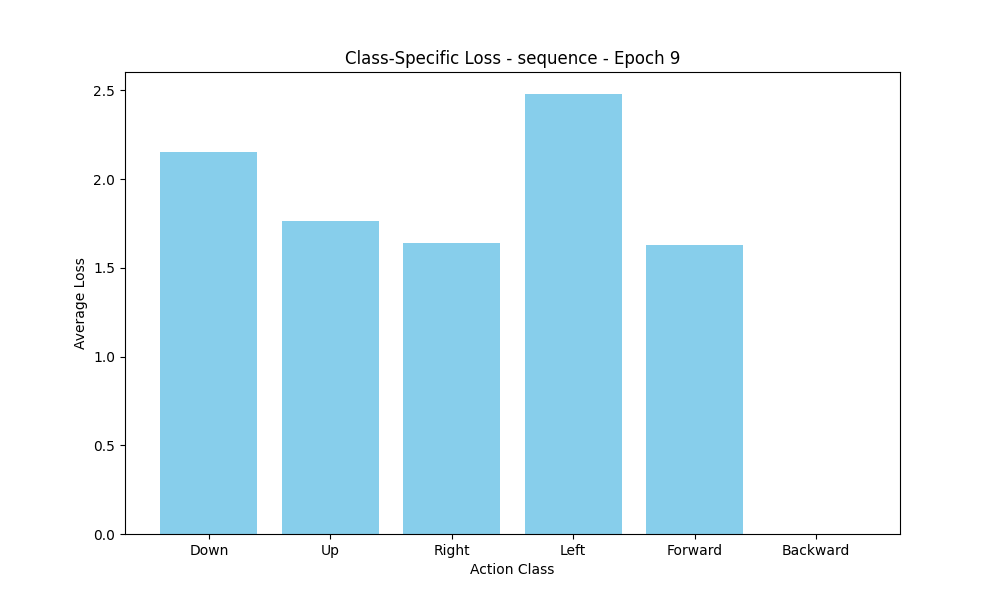 Class-Specific Loss - sequence - Epoch 9
2.5
2.0
1.5
1.0
0.5
0.0
Average Loss
Down Up Right Left Forward Backward
Action Class